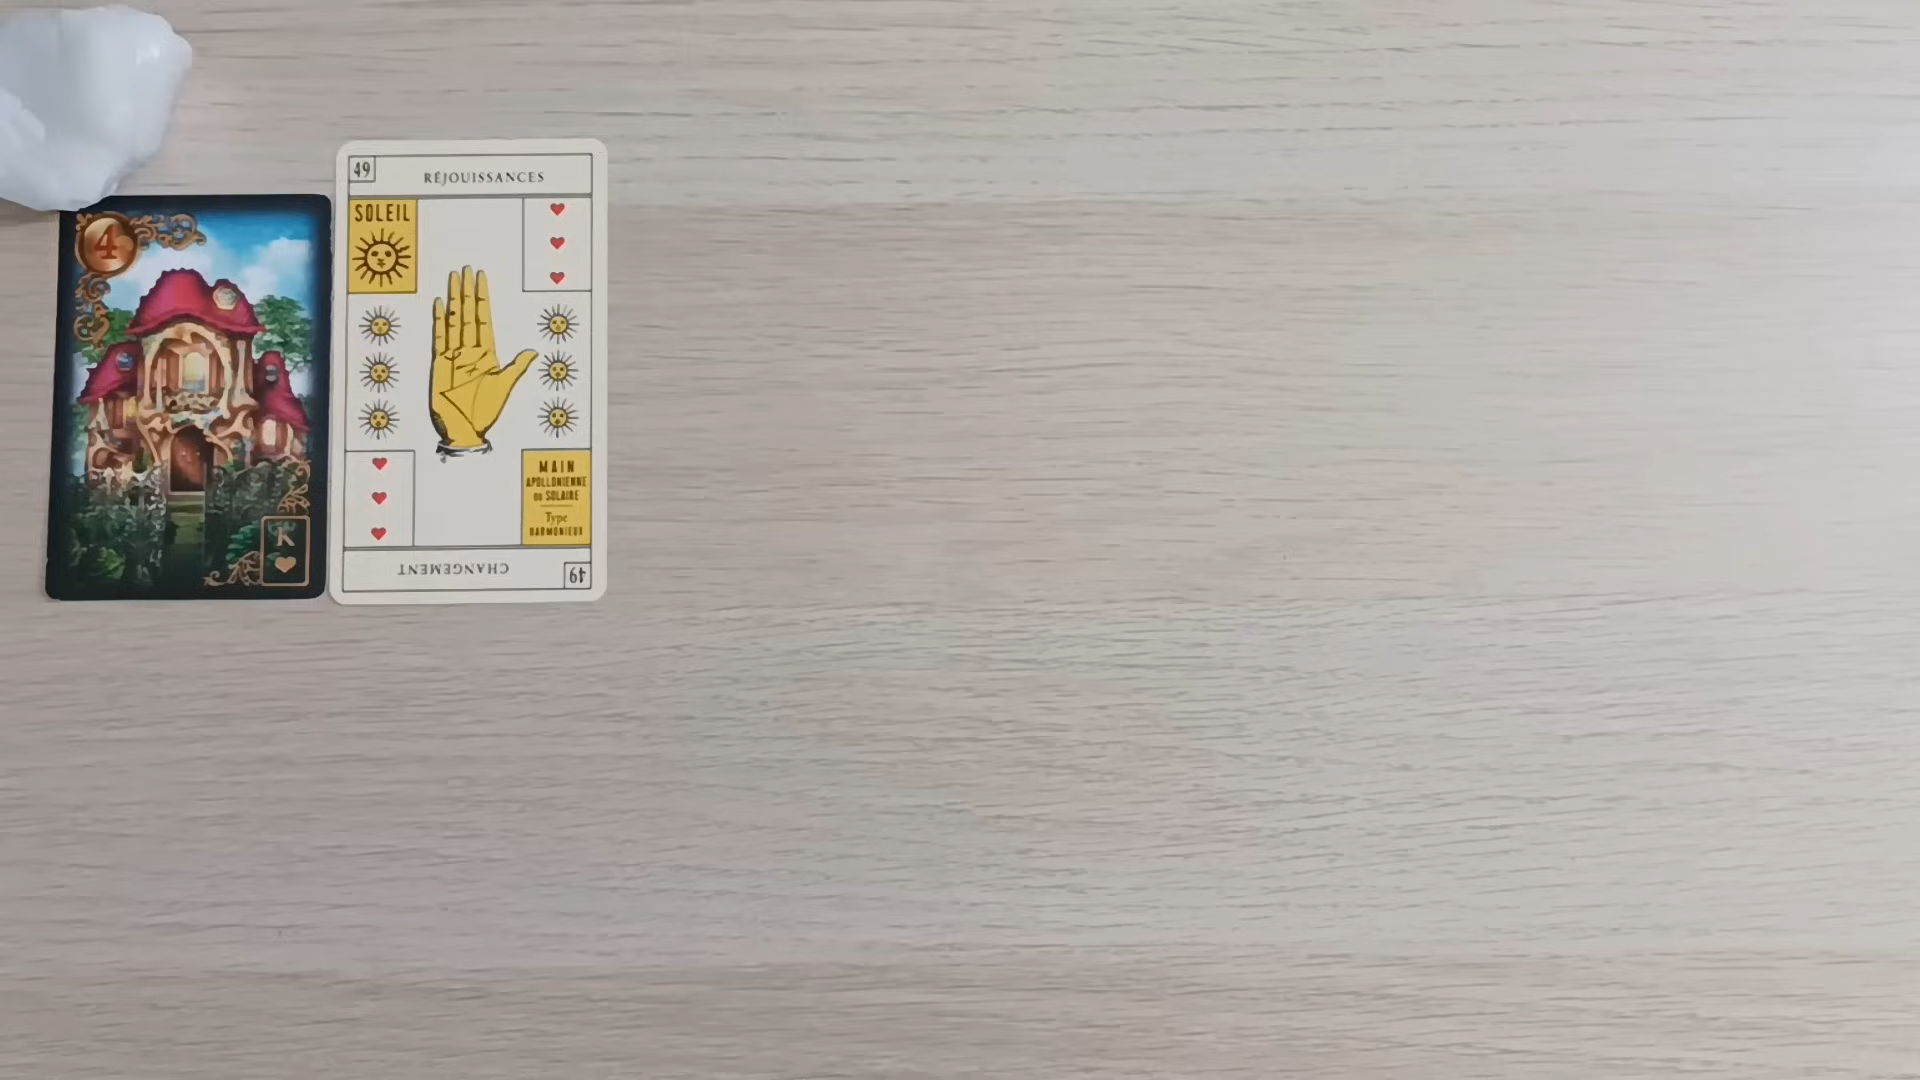 4
K
49
RÉJOUISSANCES
SOLEIL
MAIN
APOLLONIENNE
ou SOLAIRE
Type
HARMONIEUX
CHANGEMENT
49